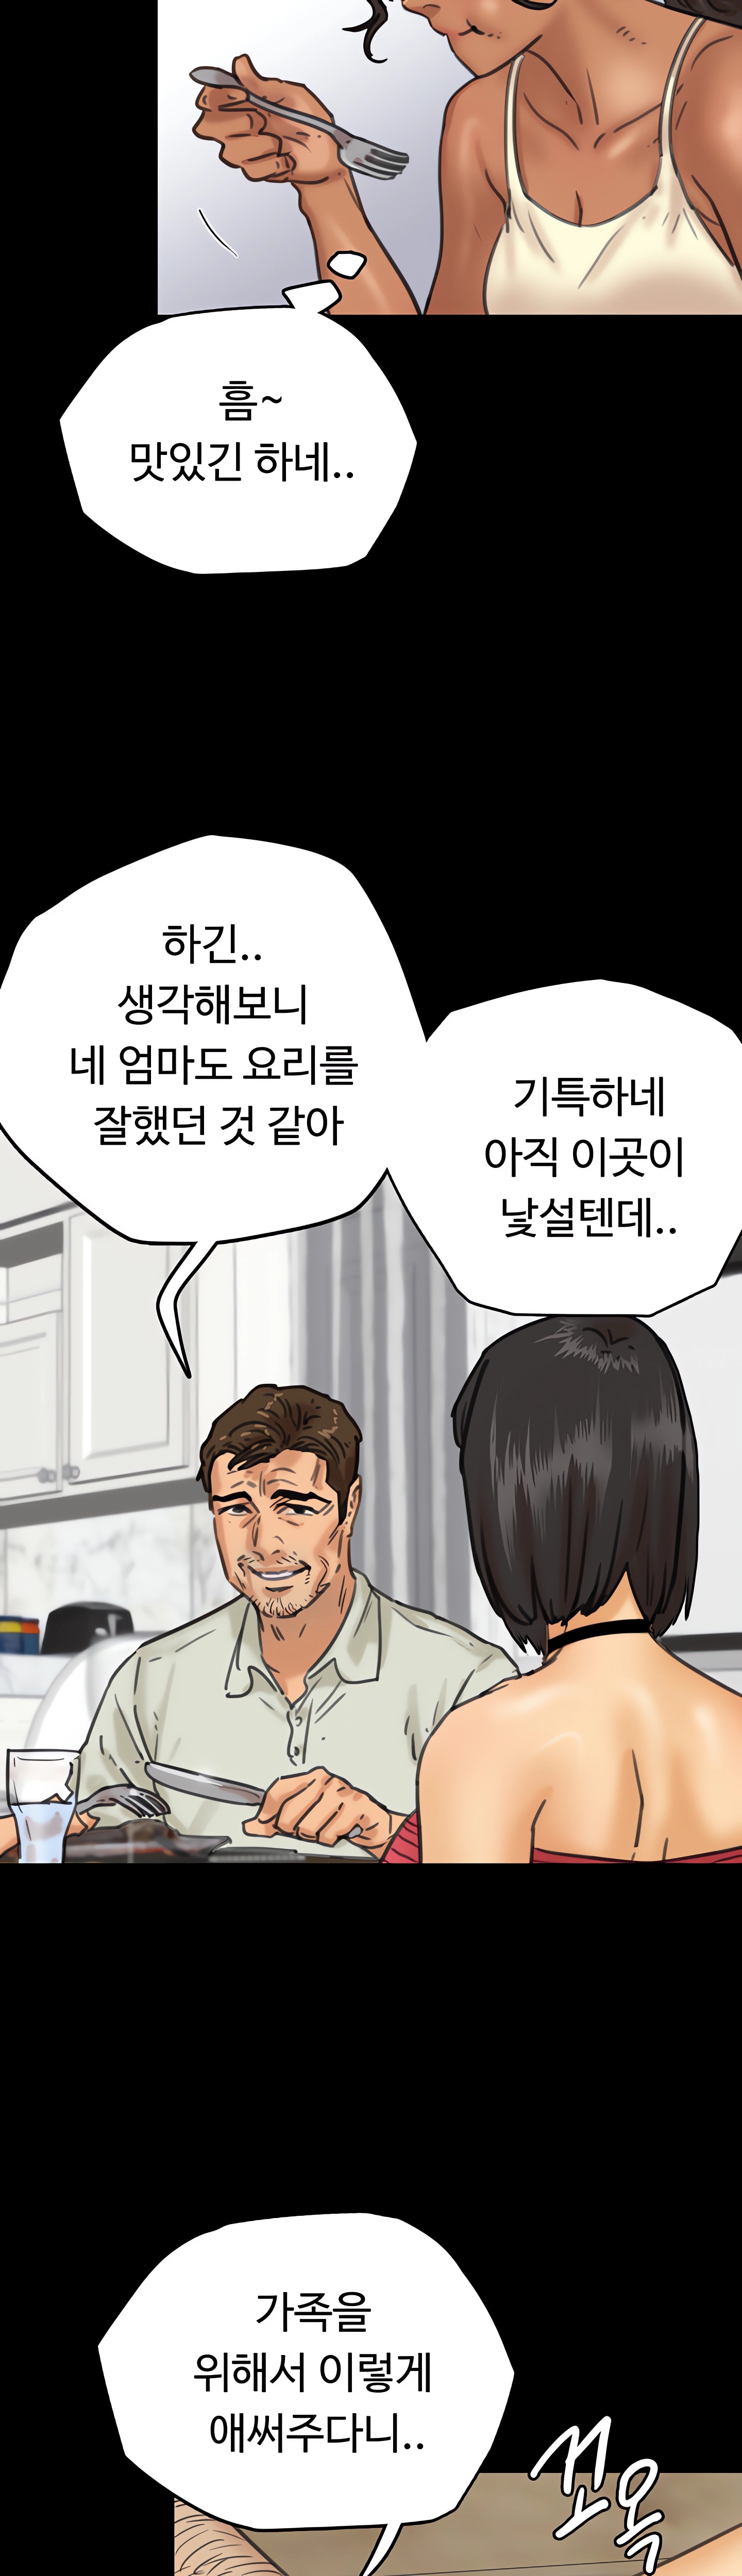 흠~
맛있긴 하네..
하긴..
생각해보니
네 엄마도 요리를
잘했던 것 같아
기특하네
아직 이곳이
낯설텐데..
가족을
위해서 이렇게
애써주다니..
꼬옥